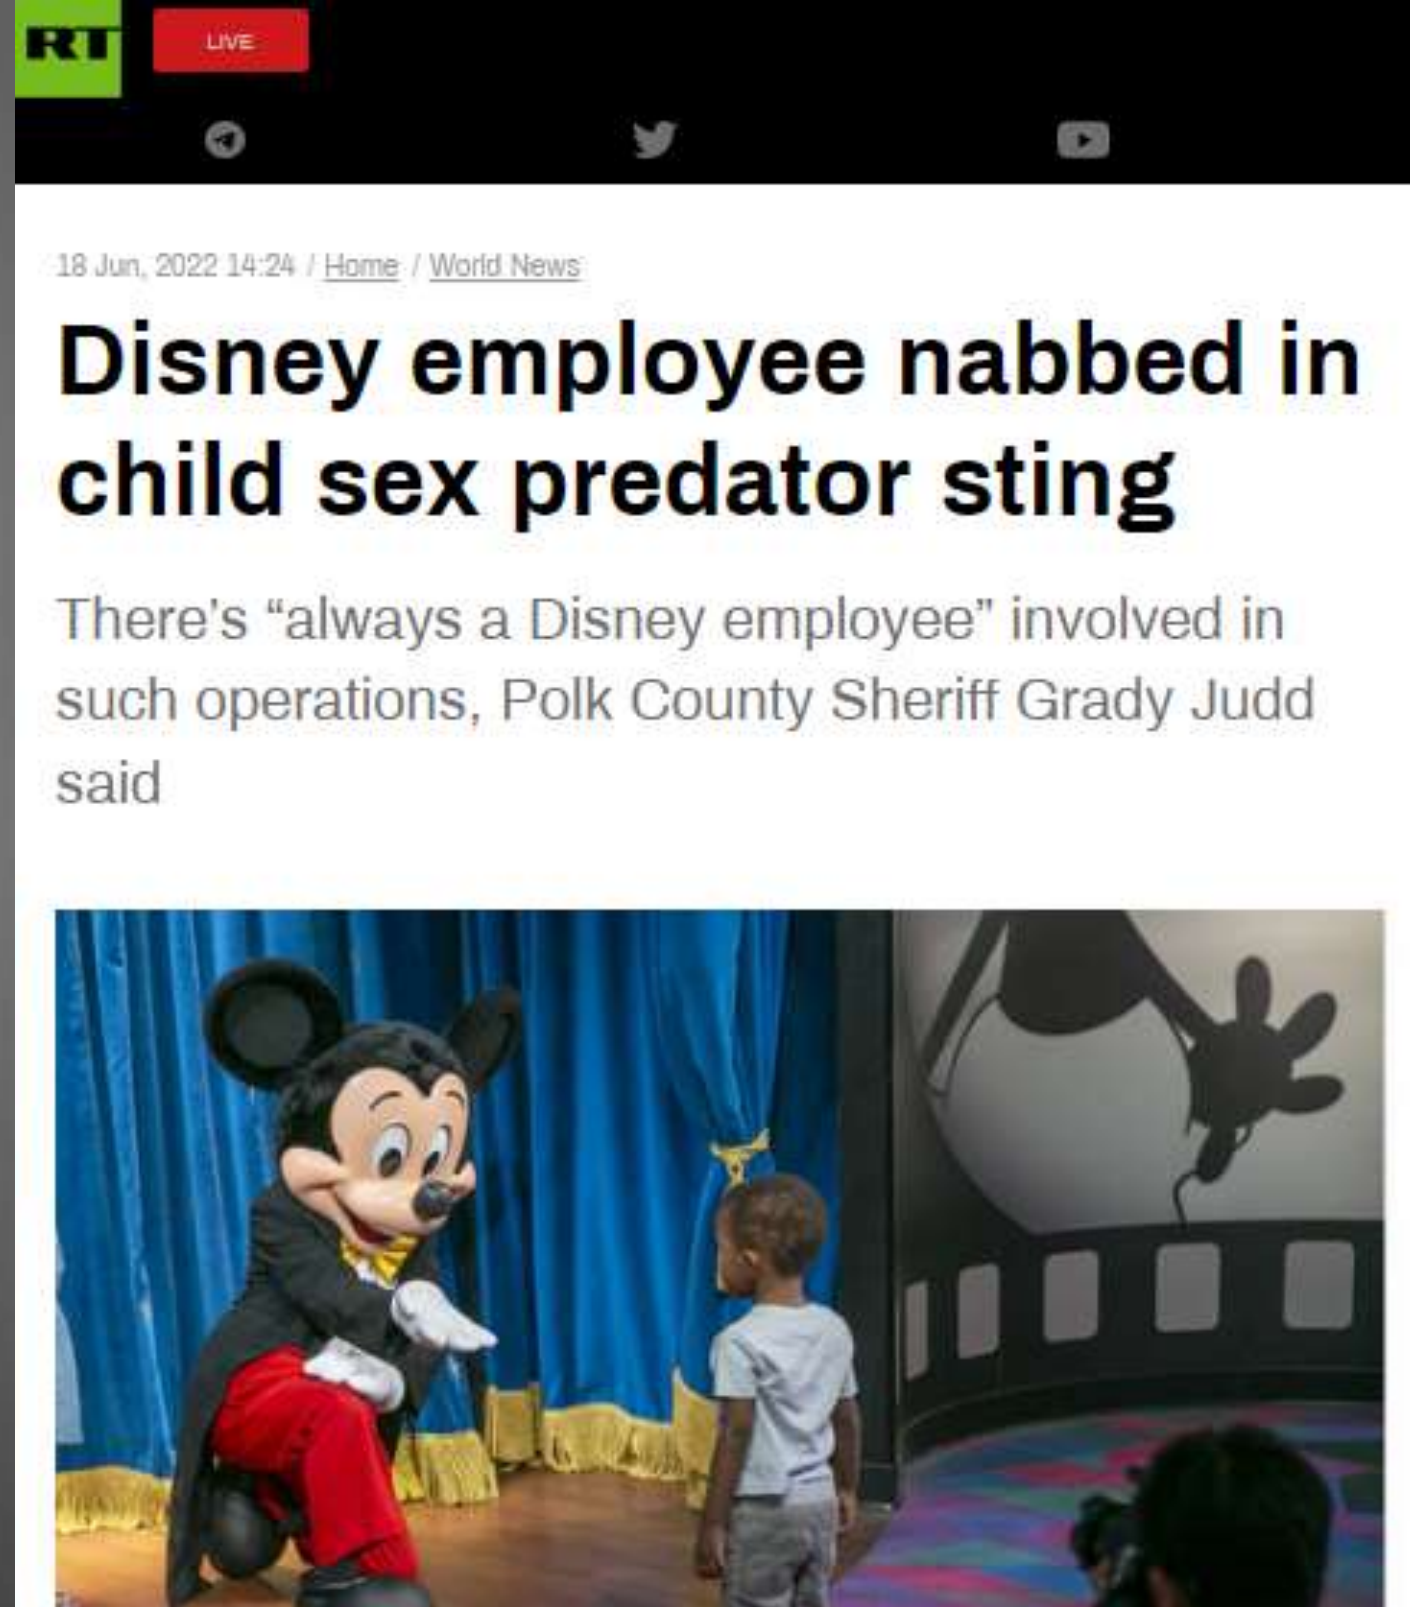 RT
LIVE
18 Jun, 2022 14:24 / Home / World News
Disney employee nabbed in
child sex predator sting
There's “always a Disney employee” involved in
such operations, Polk County Sheriff Grady Judd
said